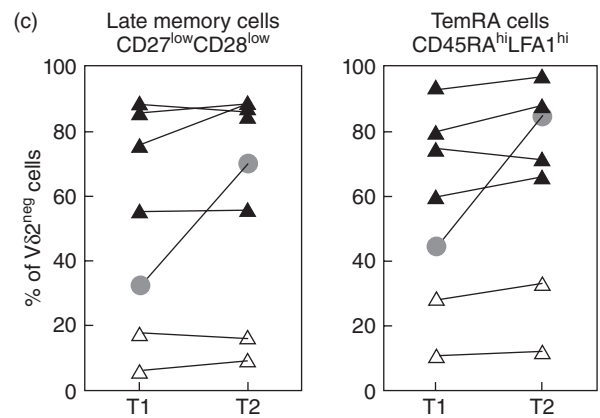 (c)
Late memory cells
CD27lowCD28low
TemRA cells
CD45RAhiLFA1hi
% of Vδ2neg cells
100
80
60
40
20
0
T1 T2
100
80
60
40
20
0
T1 T2